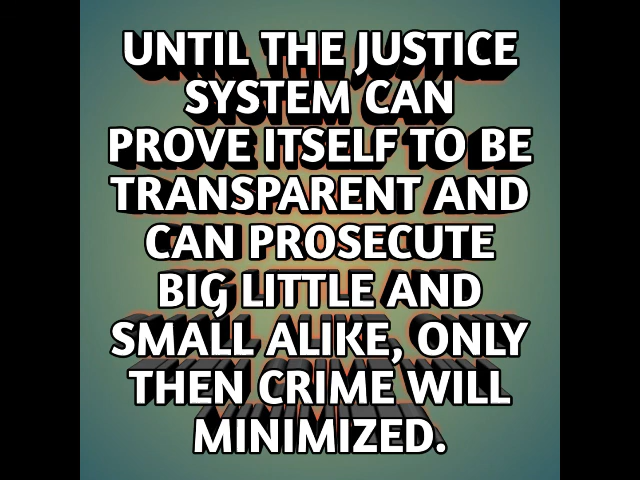 UNTIL THE JUSTICE
SYSTEM CAN
PROVE ITSELF TO BE
TRANSPARENT AND
CAN PROSECUTE
BIG LITTLE AND
SMALL ALIKE, ONLY
THEN CRIME WILL
MINIMIZED.